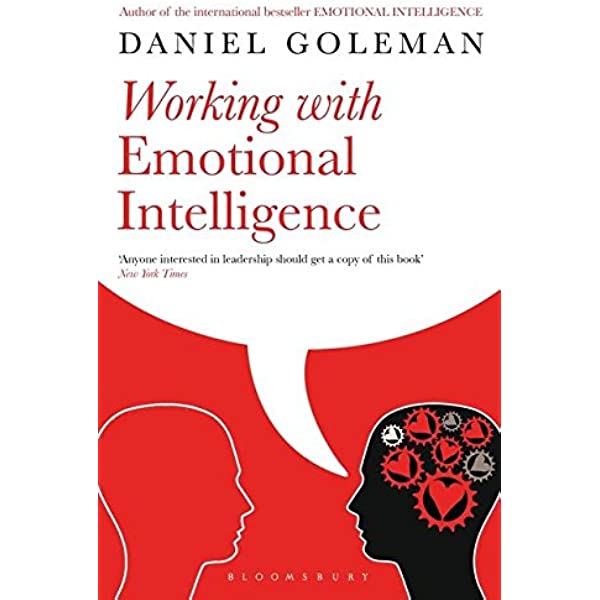 Author of the international bestseller EMOTIONAL INTELLIGENCE
DANIEL GOLEMAN
Working with
Emotional
Intelligence
‘Anyone interested in leadership should get a copy of this book’
New York Times
BLOOMSBURY